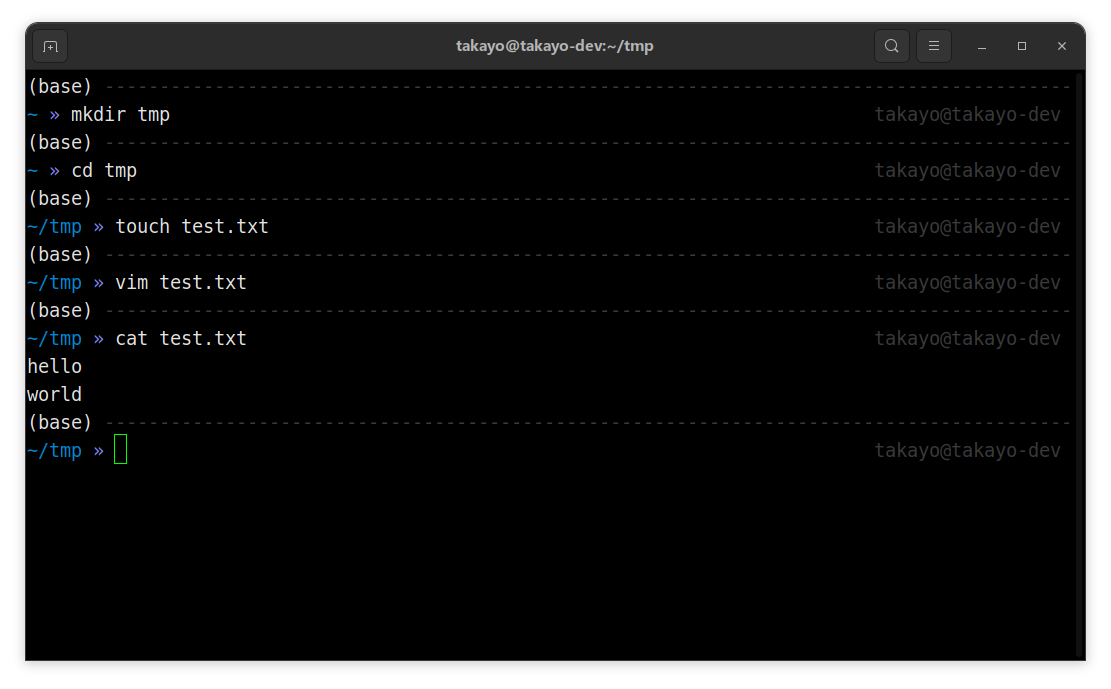 takayo@takayo-dev:~/tmp
(base) ----------------------------------------------------------------------------------------
~ » mkdir tmp takayo@takayo-dev
(base) ----------------------------------------------------------------------------------------
~ » cd tmp takayo@takayo-dev
(base) ----------------------------------------------------------------------------------------
~/tmp » touch test.txt takayo@takayo-dev
(base) ----------------------------------------------------------------------------------------
~/tmp » vim test.txt takayo@takayo-dev
(base) ----------------------------------------------------------------------------------------
~/tmp » cat test.txt takayo@takayo-dev
hello
world
(base) ----------------------------------------------------------------------------------------
~/tmp » takayo@takayo-dev